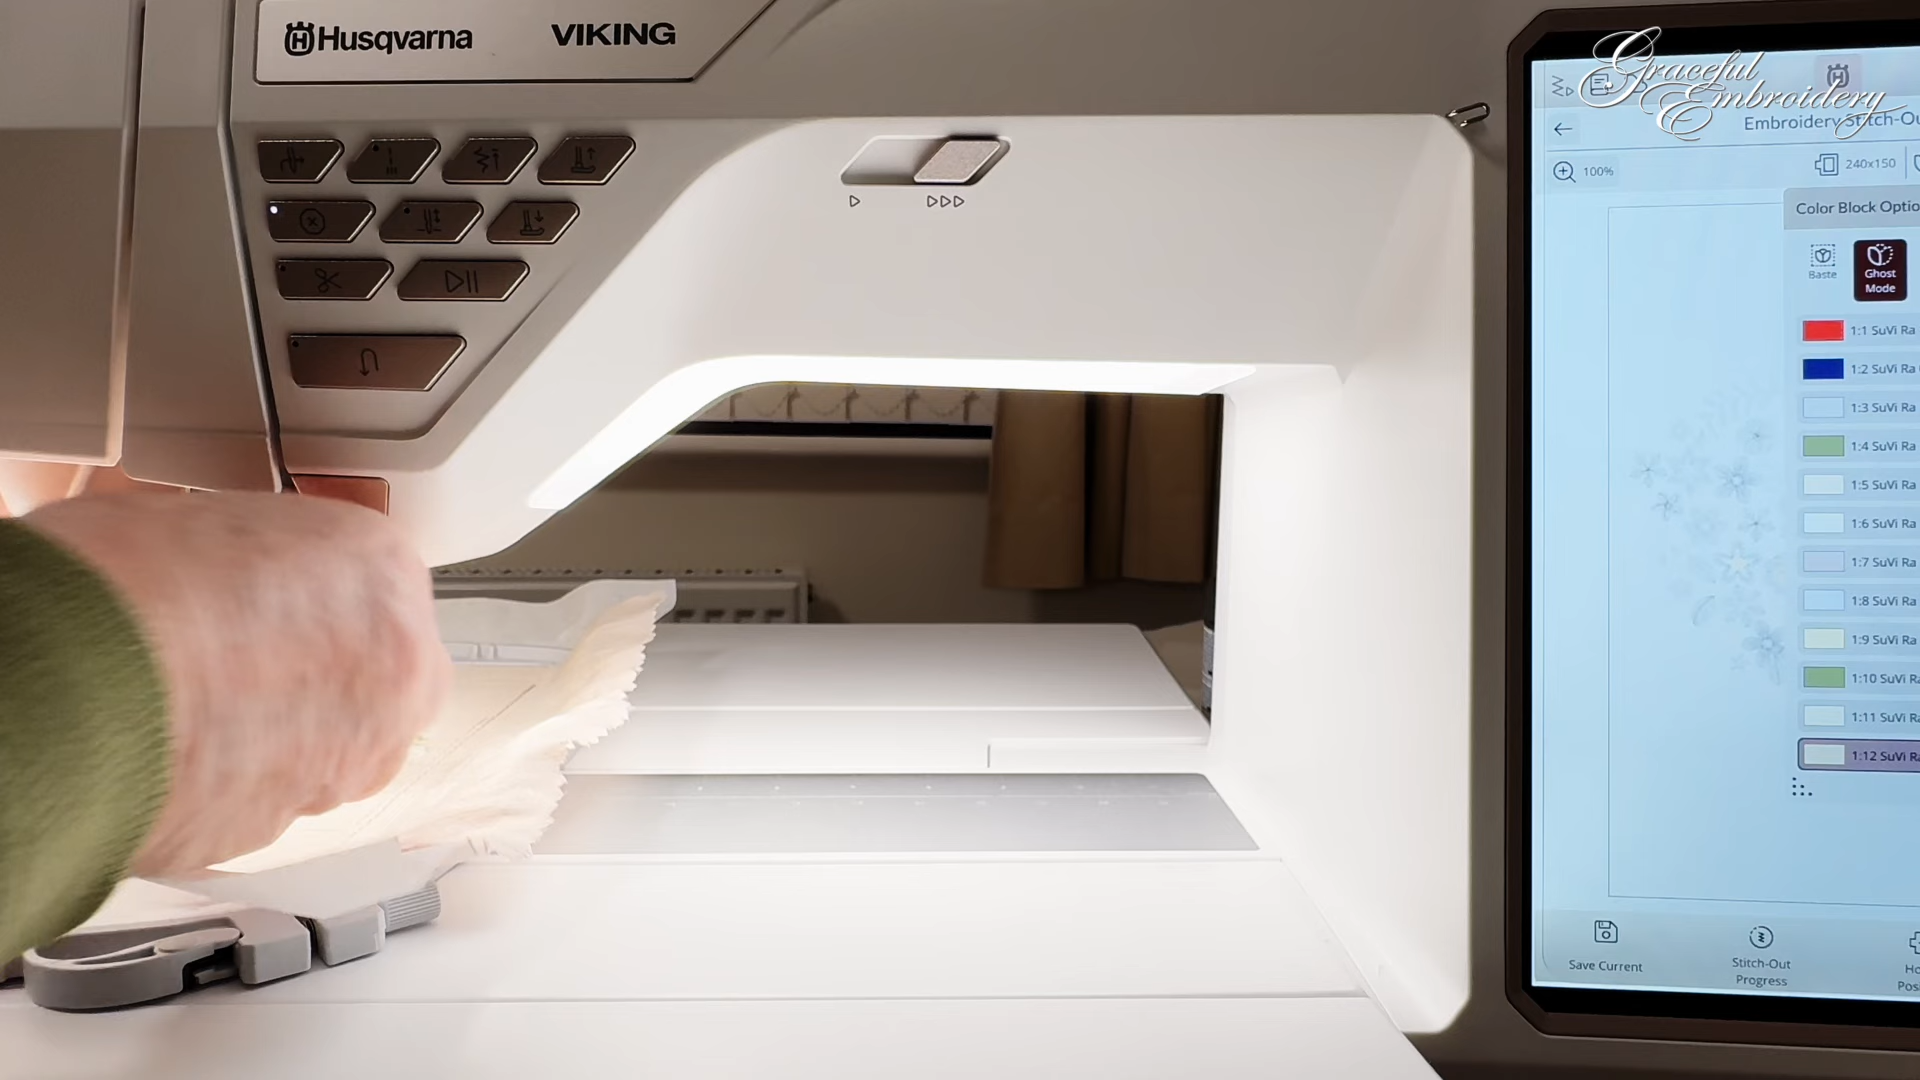 Husqvarna VIKING
Graceful
Embroidery
Embroidery Stitch-Ou
100%
240x150
Color Block Optio
Baste
Ghost
Mode
1:1 SuVi Ra
1:2 SuVi Ra
1:3 SuVi Ra
1:4 SuVi Ra
1:5 SuVi Ra
1:6 SuVi Ra
1:7 SuVi Ra
1:8 SuVi Ra
1:9 SuVi Ra
1:10 SuVi Ra
1:11 SuVi Ra
1:12 SuVi Ra
Save Current
Stitch-Out
Progress
Ho
Posi